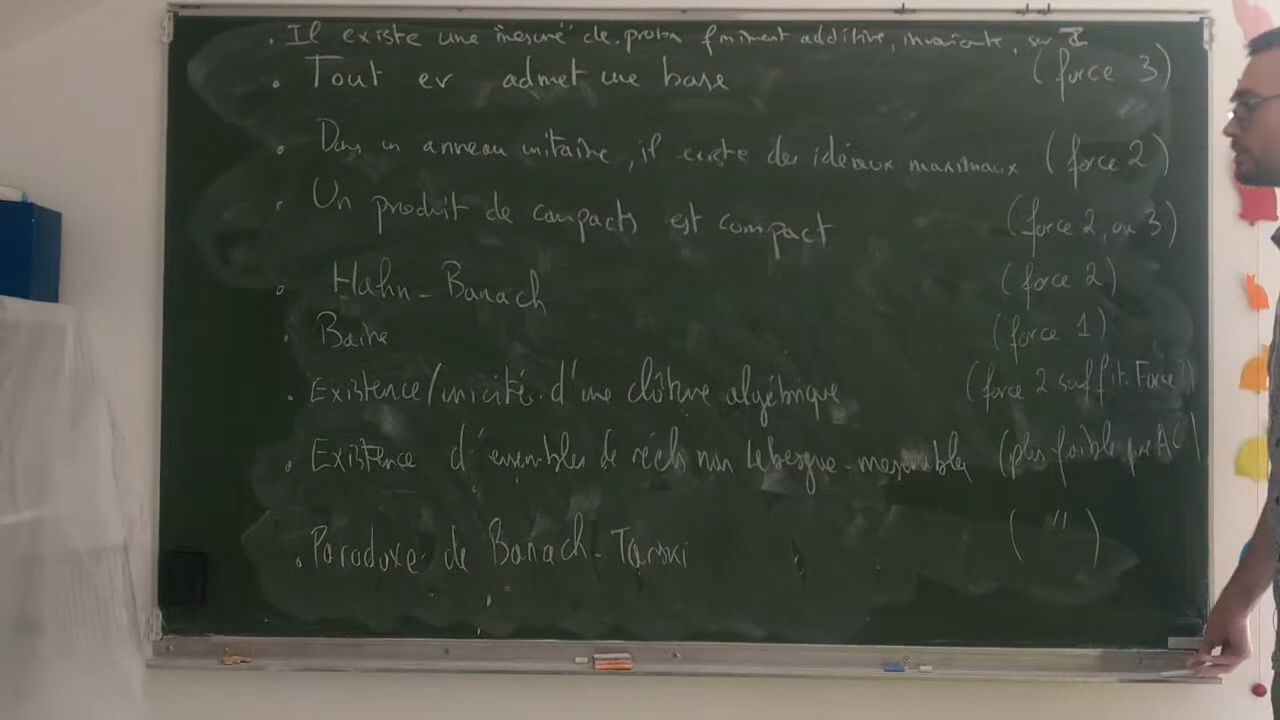 . Il existe une "mesure" de proba finiment additive, invariante, sur ℤ
. Tout ev admet une base (force 3)
. Dans un anneau unitaire, il existe des idéaux maximaux (force 2)
. Un produit de compacts est compact (force 2, ou 3)
. Hahn-Banach (force 2)
. Baire (force 1)
. Existence/unicité d'une clôture algébrique (force 2 suffit. Force?)
. Existence d'ensembles de réels non Lebesgue-mesurables (plus faible que AC)
. Paradoxe de Banach-Tarski ( " )